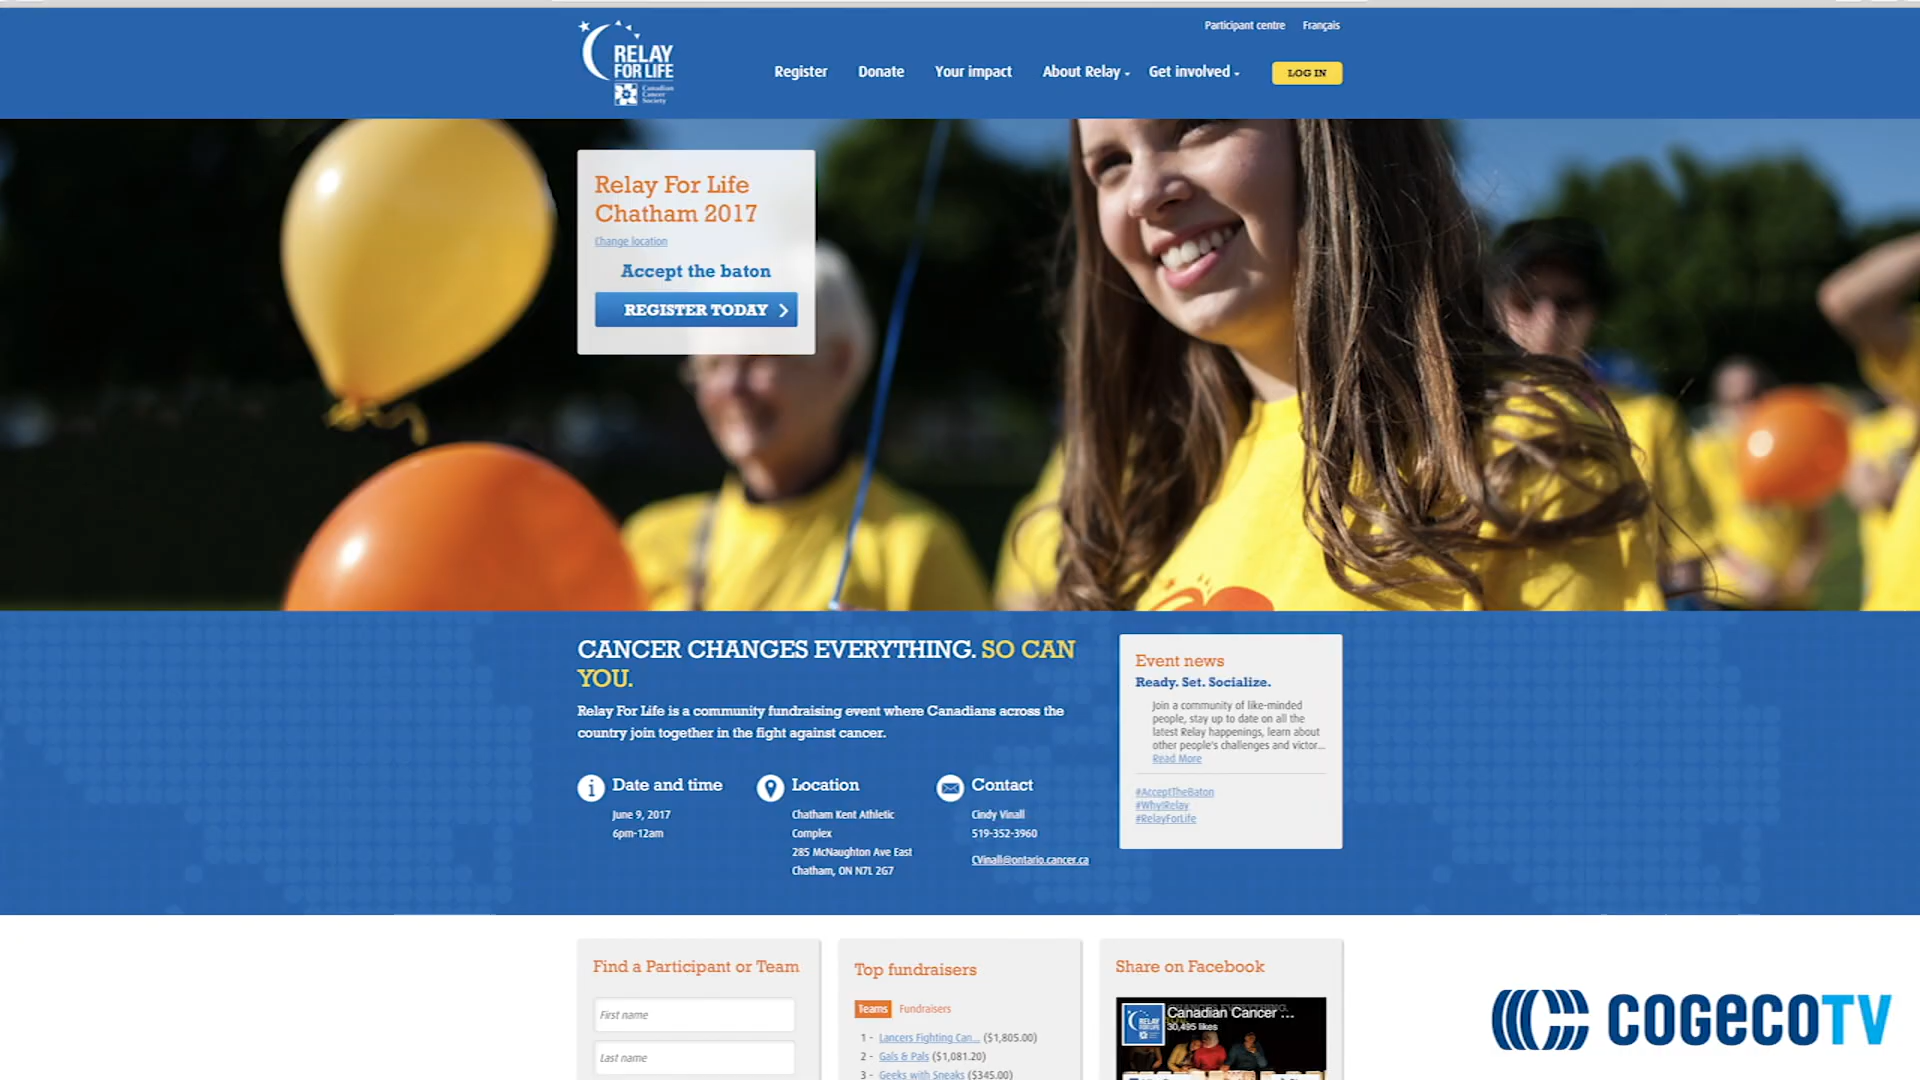 Participant centre Français
RELAY
FOR LIFE
Canadian
Cancer
Society
Register Donate Your impact About Relay Get involved LOG IN
Relay For Life
Chatham 2017
Change location
Accept the baton
REGISTER TODAY
CANCER CHANGES EVERYTHING. SO CAN
YOU.
Relay For Life is a community fundraising event where Canadians across the
country join together in the fight against cancer.
Date and time
June 9, 2017
6pm-12am
Location
Chatham Kent Athletic
Complex
285 McNaughton Ave East
Chatham, ON N7L 2G7
Contact
Cindy Vinall
519-352-3960
CVinall@ontario.cancer.ca
Event news
Ready. Set. Socialize.
Join a community of like-minded
people, stay up to date on all the
latest Relay happenings, learn about
other people's challenges and victor...
Read More
#AcceptTheBaton
#WhyIRelay
#RelayForLife
Find a Participant or Team
First name
Last name
Top fundraisers
Teams Fundraisers
1 - Lancers Fighting Can... ($1,805.00)
2 - Gals & Pals ($1,081.20)
3 - Geeks with Sneaks ($345.00)
Share on Facebook
CHANGES EVERYTHING.
RELAY
FOR LIFE
Canadian Cancer ...
30,495 likes
COGECO TV